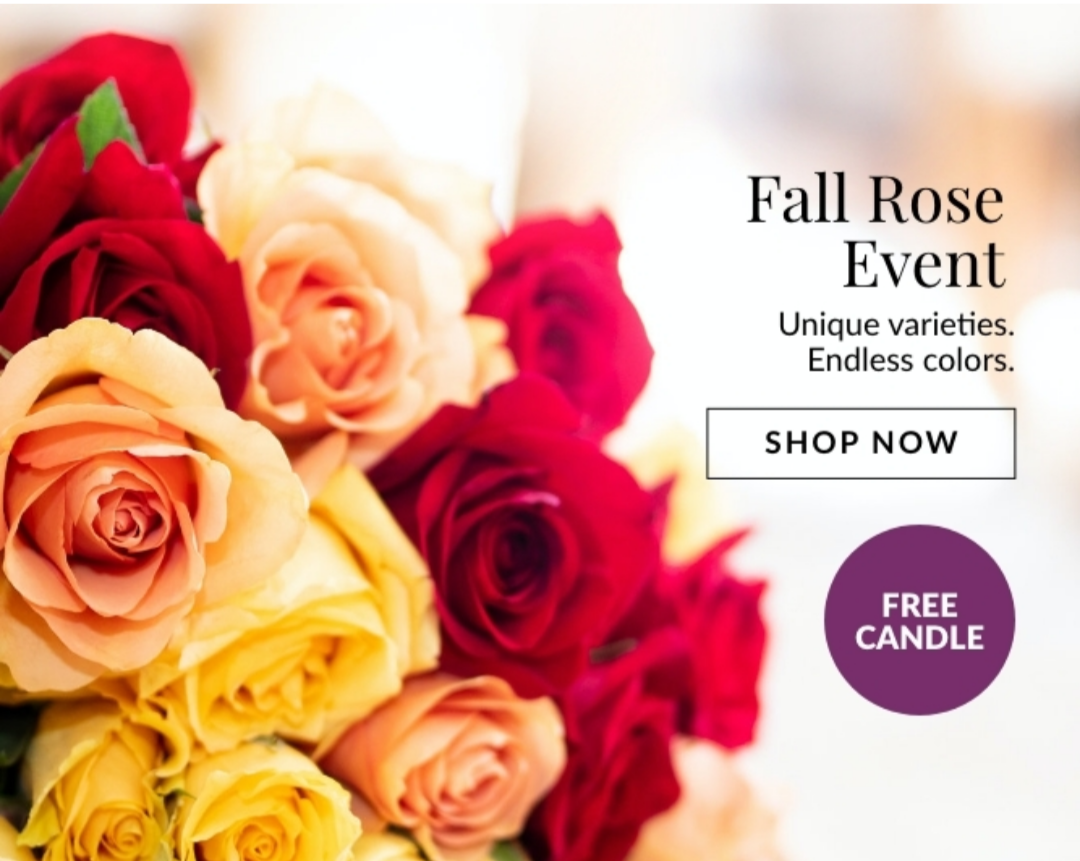 Fall Rose
Event
Unique varieties.
Endless colors.
SHOP NOW
FREE
CANDLE